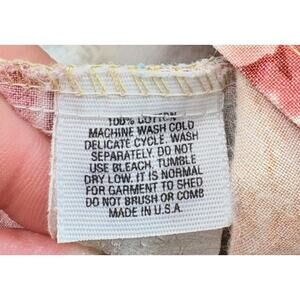 100% COTTON
MACHINE WASH COLD
DELICATE CYCLE. WASH
SEPARATELY. DO NOT
USE BLEACH. TUMBLE
DRY LOW. IT IS NORMAL
FOR GARMENT TO SHED
DO NOT BRUSH OR COMB
MADE IN U.S.A.